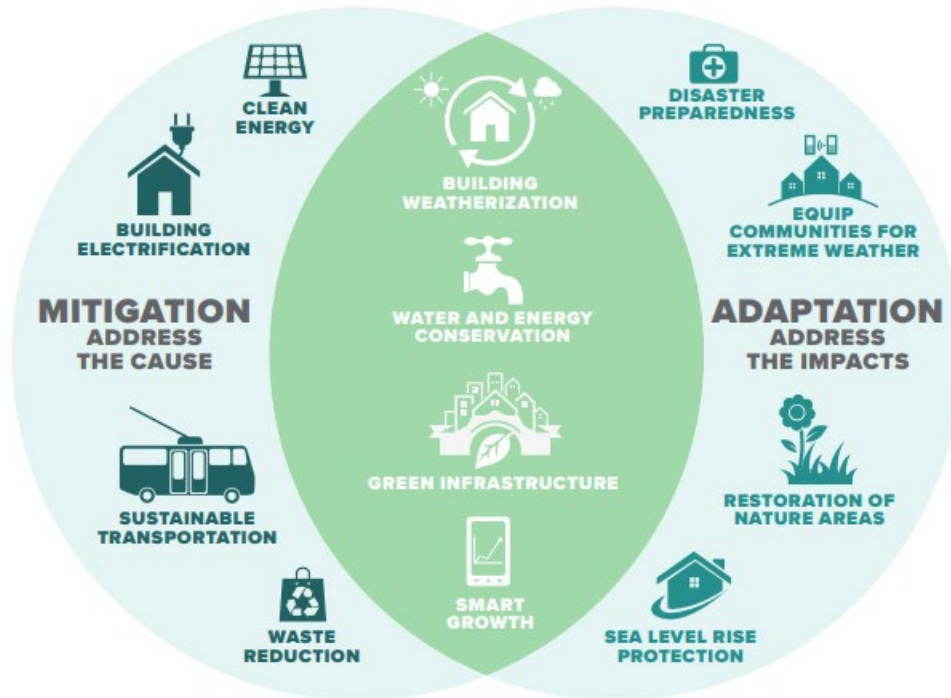 CLEAN
ENERGY
BUILDING
ELECTRIFICATION
MITIGATION
ADDRESS
THE CAUSE
SUSTAINABLE
TRANSPORTATION
WASTE
REDUCTION
BUILDING
WEATHERIZATION
WATER AND ENERGY
CONSERVATION
GREEN INFRASTRUCTURE
SMART
GROWTH
DISASTER
PREPAREDNESS
EQUIP
COMMUNITIES FOR
EXTREME WEATHER
ADAPTATION
ADDRESS
THE IMPACTS
RESTORATION OF
NATURE AREAS
SEA LEVEL RISE
PROTECTION